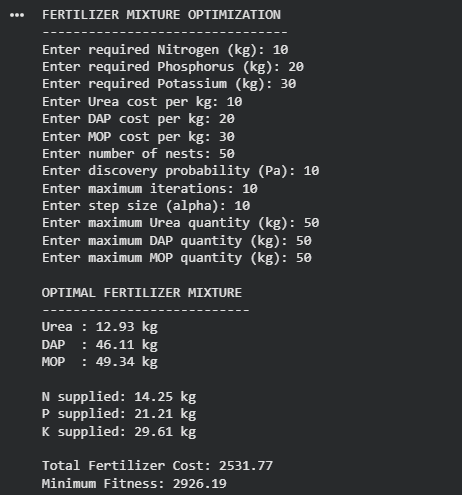 ••• FERTILIZER MIXTURE OPTIMIZATION
--------------------------------
Enter required Nitrogen (kg): 10
Enter required Phosphorus (kg): 20
Enter required Potassium (kg): 30
Enter Urea cost per kg: 10
Enter DAP cost per kg: 20
Enter MOP cost per kg: 30
Enter number of nests: 50
Enter discovery probability (Pa): 10
Enter maximum iterations: 10
Enter step size (alpha): 10
Enter maximum Urea quantity (kg): 50
Enter maximum DAP quantity (kg): 50
Enter maximum MOP quantity (kg): 50
OPTIMAL FERTILIZER MIXTURE
---------------------------
Urea : 12.93 kg
DAP  : 46.11 kg
MOP  : 49.34 kg
N supplied: 14.25 kg
P supplied: 21.21 kg
K supplied: 29.61 kg
Total Fertilizer Cost: 2531.77
Minimum Fitness: 2926.19